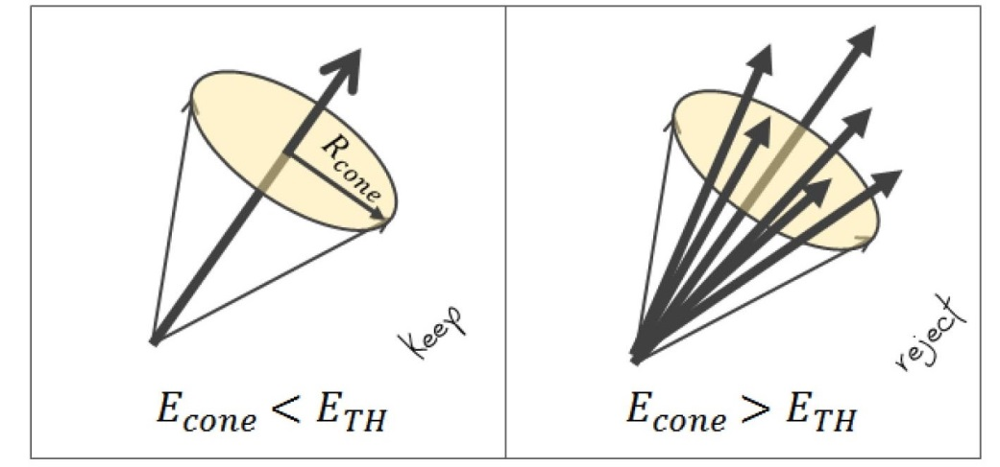 R_cone
Keep
reject
E_cone < E_TH
E_cone > E_TH